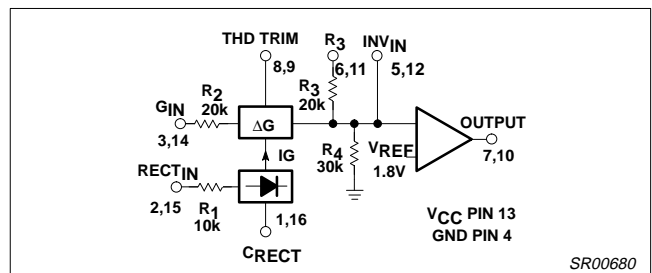 THD TRIM
8,9
R3
6,11
INVIN
5,12
R2
20k
R3
20k
GIN
3,14
ΔG
OUTPUT
7,10
IG
R4
30k
VREF
1.8V
RECTIN
2,15
R1
10k
1,16
CRECT
VCC PIN 13
GND PIN 4
SR00680